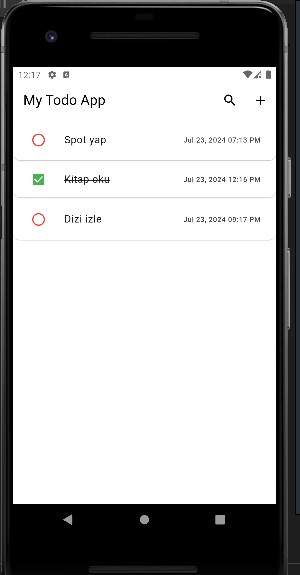 12:17
My Todo App
Spot yap
Jul 23, 2024 07:13 PM
Kitap oku
Jul 23, 2024 12:16 PM
Dizi izle
Jul 23, 2024 09:17 PM